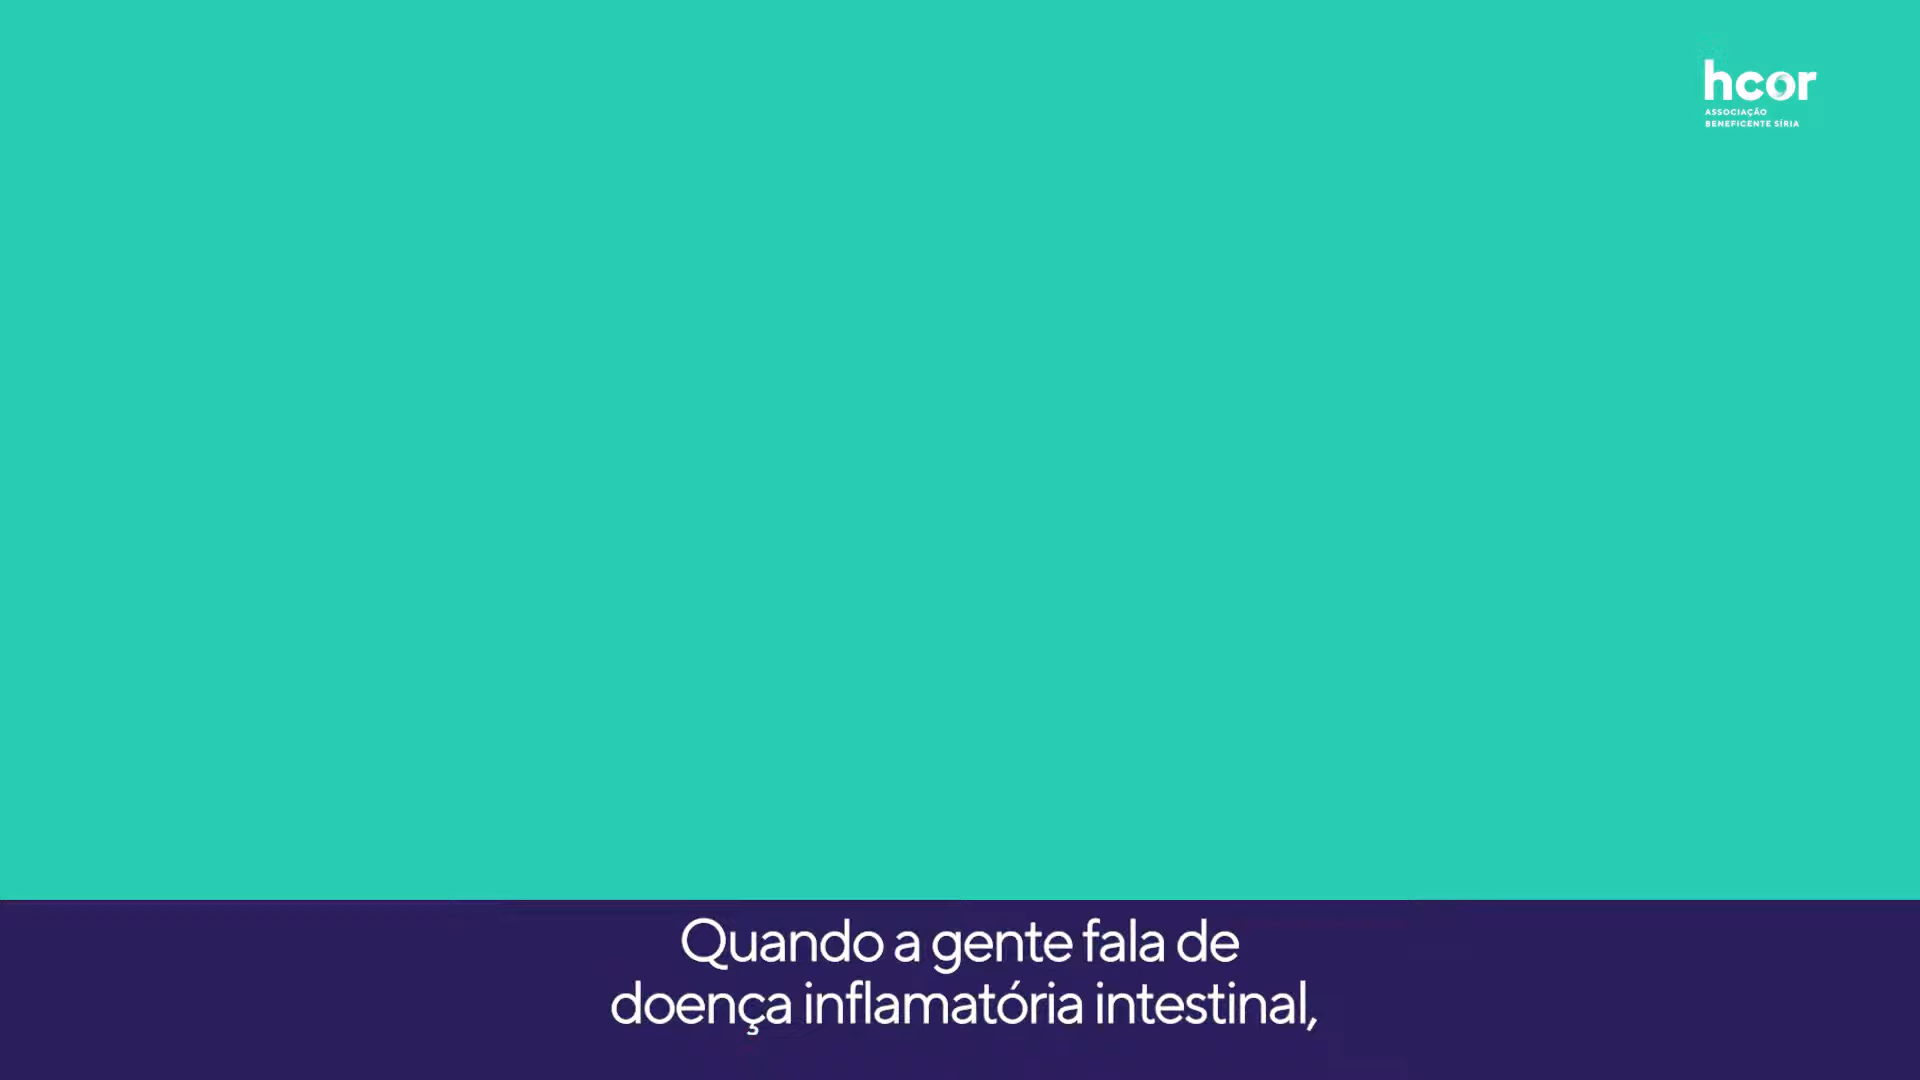 hcor
ASSOCIAÇÃO
BENEFICENTE SÍRIA
Quando a gente fala de
doença inflamatória intestinal,